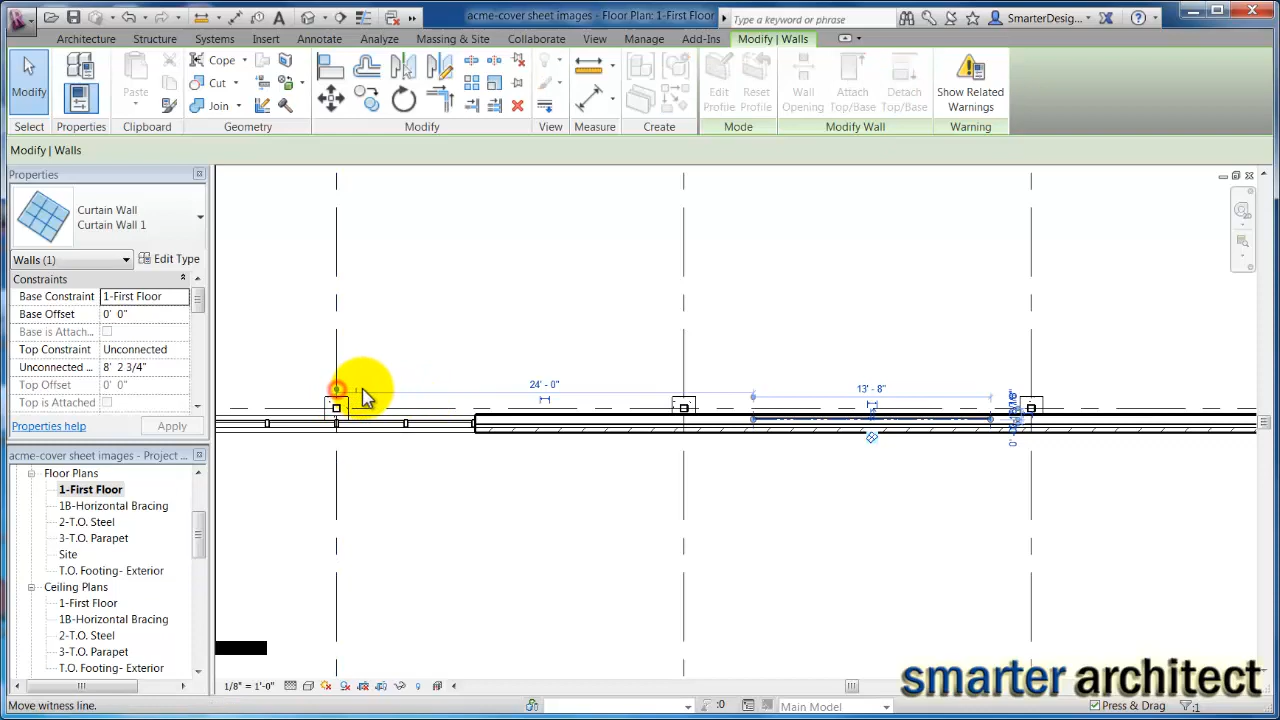 acme-cover sheet images - Floor Plan: 1-First Floor
Type a keyword or phrase
SmarterDesig...
Architecture Structure Systems Insert Annotate Analyze Massing & Site Collaborate View Manage Add-Ins Modify | Walls
Modify
Paste
Cope
Cut
Join
Edit Profile
Reset Profile
Wall Opening
Attach Top/Base
Detach Top/Base
Show Related Warnings
Select Properties Clipboard Geometry Modify View Measure Create Mode Modify Wall Warning
Modify | Walls
Properties
Curtain Wall
Curtain Wall 1
Walls (1) Edit Type
Constraints
Base Constraint 1-First Floor
Base Offset 0' 0"
Base is Attach...
Top Constraint Unconnected
Unconnected ... 8' 2 3/4"
Top Offset 0' 0"
Top is Attached
Properties help Apply
24' - 0" 13' - 8"
acme-cover sheet images - Project ...
Floor Plans
1-First Floor
1B-Horizontal Bracing
2-T.O. Steel
3-T.O. Parapet
Site
T.O. Footing- Exterior
Ceiling Plans
1-First Floor
1B-Horizontal Bracing
2-T.O. Steel
3-T.O. Parapet
T.O. Footing- Exterior
1/8" = 1'-0"
smarter architect
Move witness line. :0 Main Model Press & Drag :1